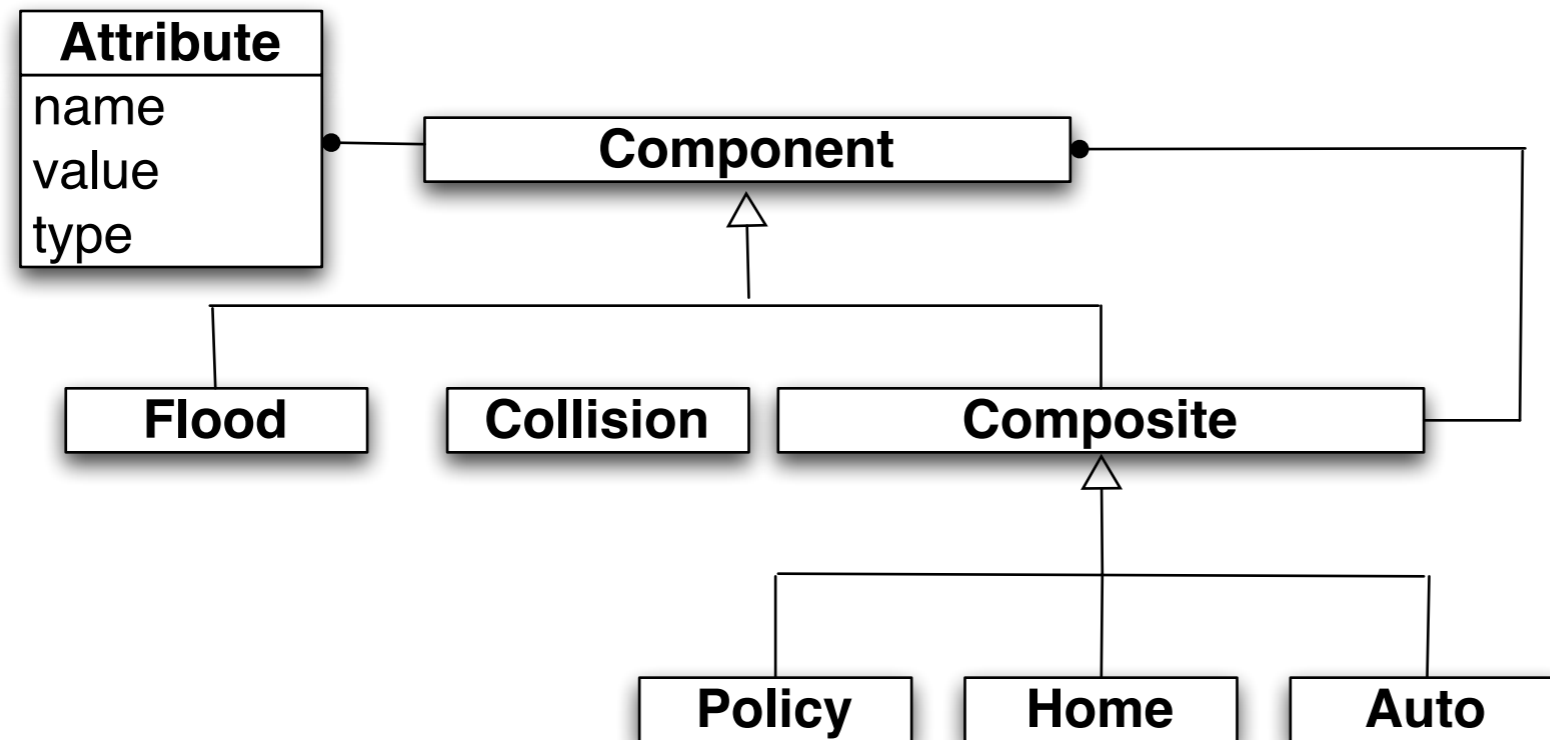 Attribute
name
value
type
Component
Flood
Collision
Composite
Policy
Home
Auto